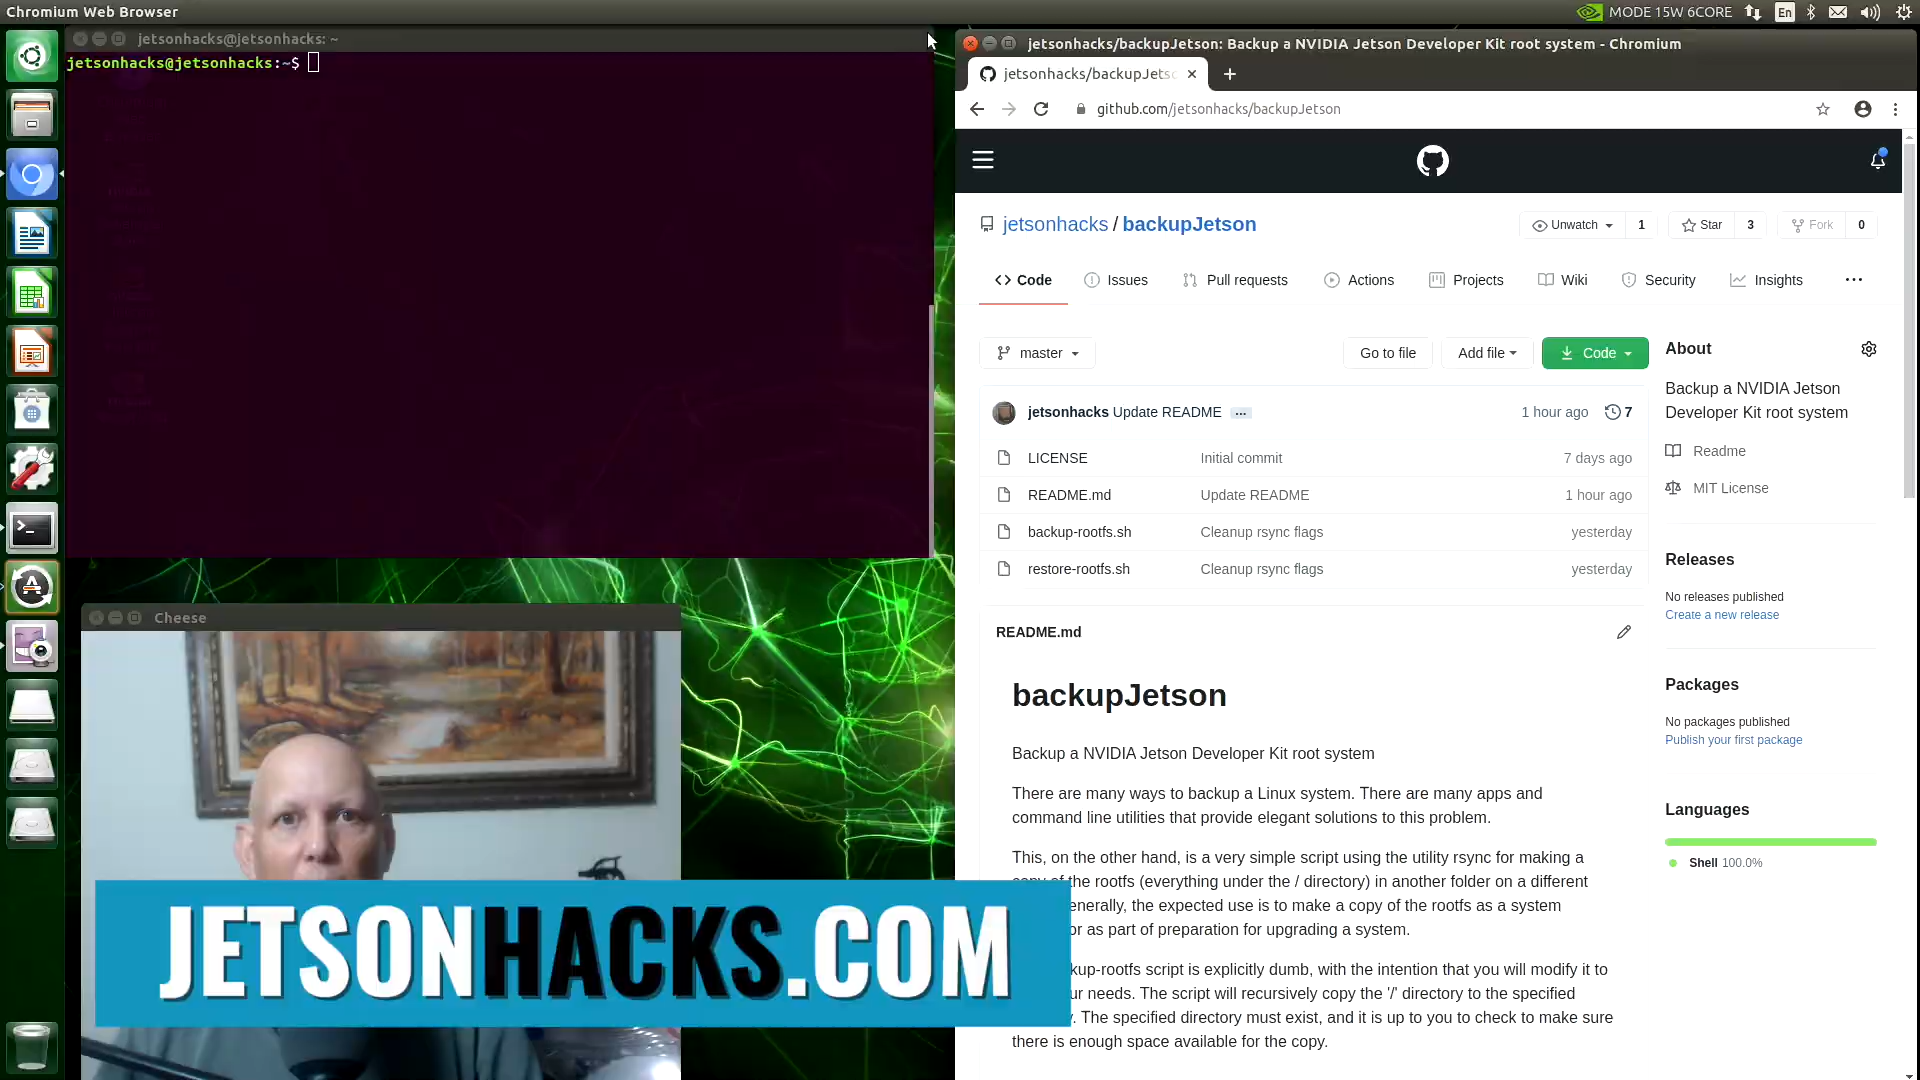 Chromium Web Browser
MODE 15W 6CORE
En
jetsonhacks@jetsonhacks: ~
jetsonhacks@jetsonhacks:~$
jetsonhacks/backupJetson: Backup a NVIDIA Jetson Developer Kit root system - Chromium
jetsonhacks/backupJets
github.com/jetsonhacks/backupJetson
jetsonhacks / backupJetson
Unwatch 1
Star 3
Fork 0
Code
Issues
Pull requests
Actions
Projects
Wiki
Security
Insights
master
Go to file
Add file
Code
jetsonhacks Update README ... 1 hour ago 7
LICENSE Initial commit 7 days ago
README.md Update README 1 hour ago
backup-rootfs.sh Cleanup rsync flags yesterday
restore-rootfs.sh Cleanup rsync flags yesterday
About
Backup a NVIDIA Jetson
Developer Kit root system
Readme
MIT License
Releases
No releases published
Create a new release
Packages
No packages published
Publish your first package
Languages
Shell 100.0%
README.md
backupJetson
Backup a NVIDIA Jetson Developer Kit root system
There are many ways to backup a Linux system. There are many apps and
command line utilities that provide elegant solutions to this problem.
This, on the other hand, is a very simple script using the utility rsync for making a
copy of the rootfs (everything under the / directory) in another folder on a different
enerally, the expected use is to make a copy of the rootfs as a system
or as part of preparation for upgrading a system.
kup-rootfs script is explicitly dumb, with the intention that you will modify it to
ur needs. The script will recursively copy the '/' directory to the specified
. The specified directory must exist, and it is up to you to check to make sure
there is enough space available for the copy.
Cheese
JETSONHACKS.COM